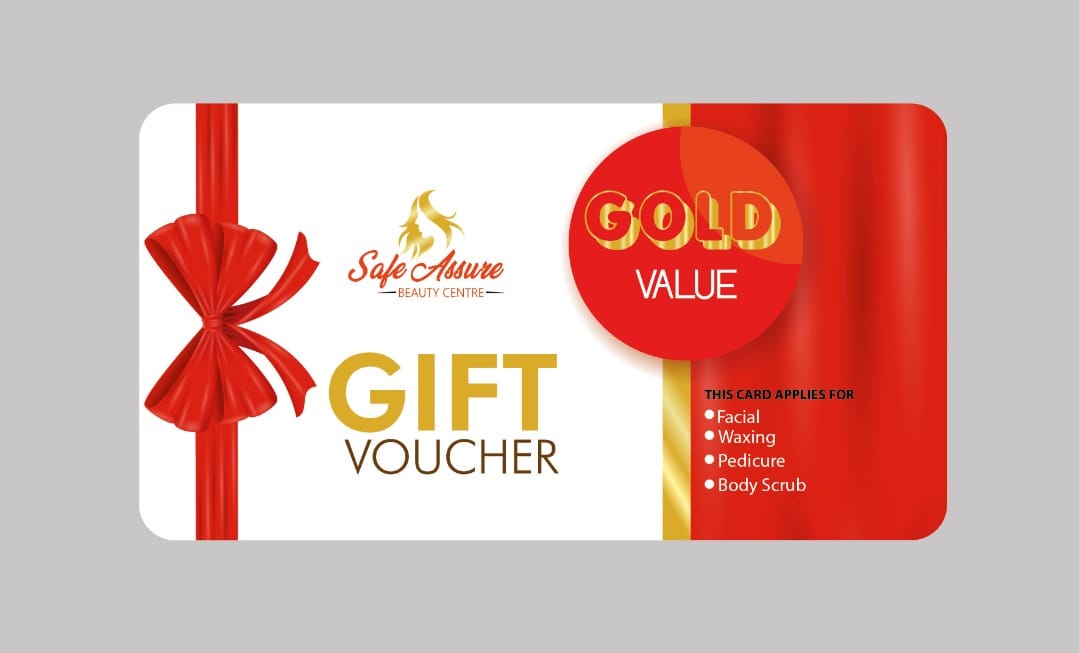 Safe Assure
BEAUTY CENTRE
GIFT
VOUCHER
GOLD
VALUE
THIS CARD APPLIES FOR
Facial
Waxing
Pedicure
Body Scrub